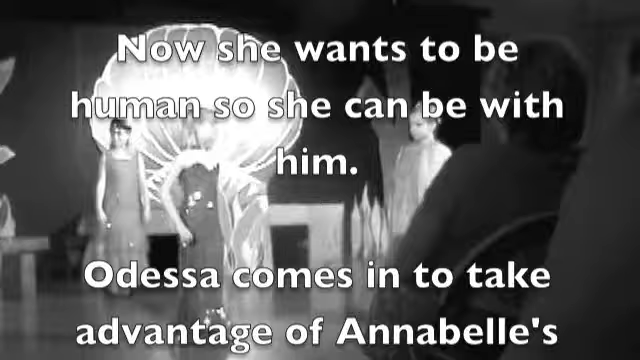 Now she wants to be
human so she can be with
him.
Odessa comes in to take
advantage of Annabelle's